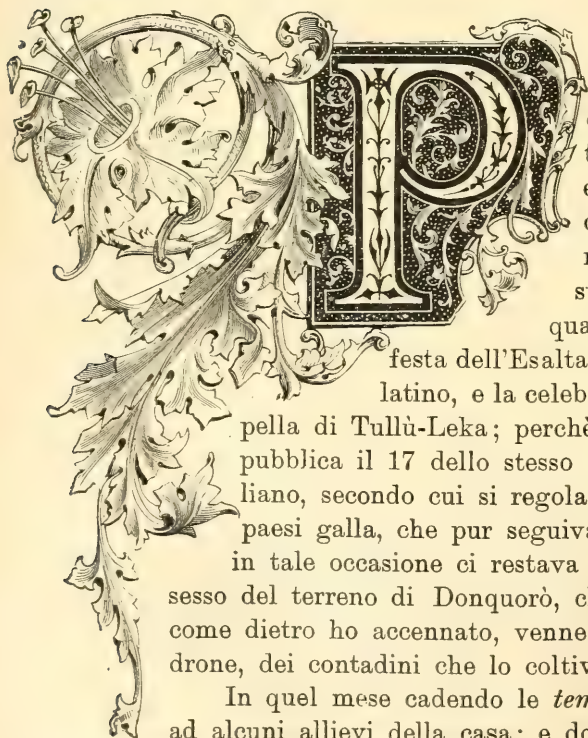 P
qua
festa dell'Esalta
latino, e la celeb
pella di Tullù-Leka; perchè
pubblica il 17 dello stesso
liano, secondo cui si regola
paesi galla, che pur seguiva
in tale occasione ci restava
sesso del terreno di Donquorò, c
come dietro ho accennato, venne
drone, dei contadini che lo coltiv
In quel mese cadendo le tem
ad alcuni allievi della casa; e do